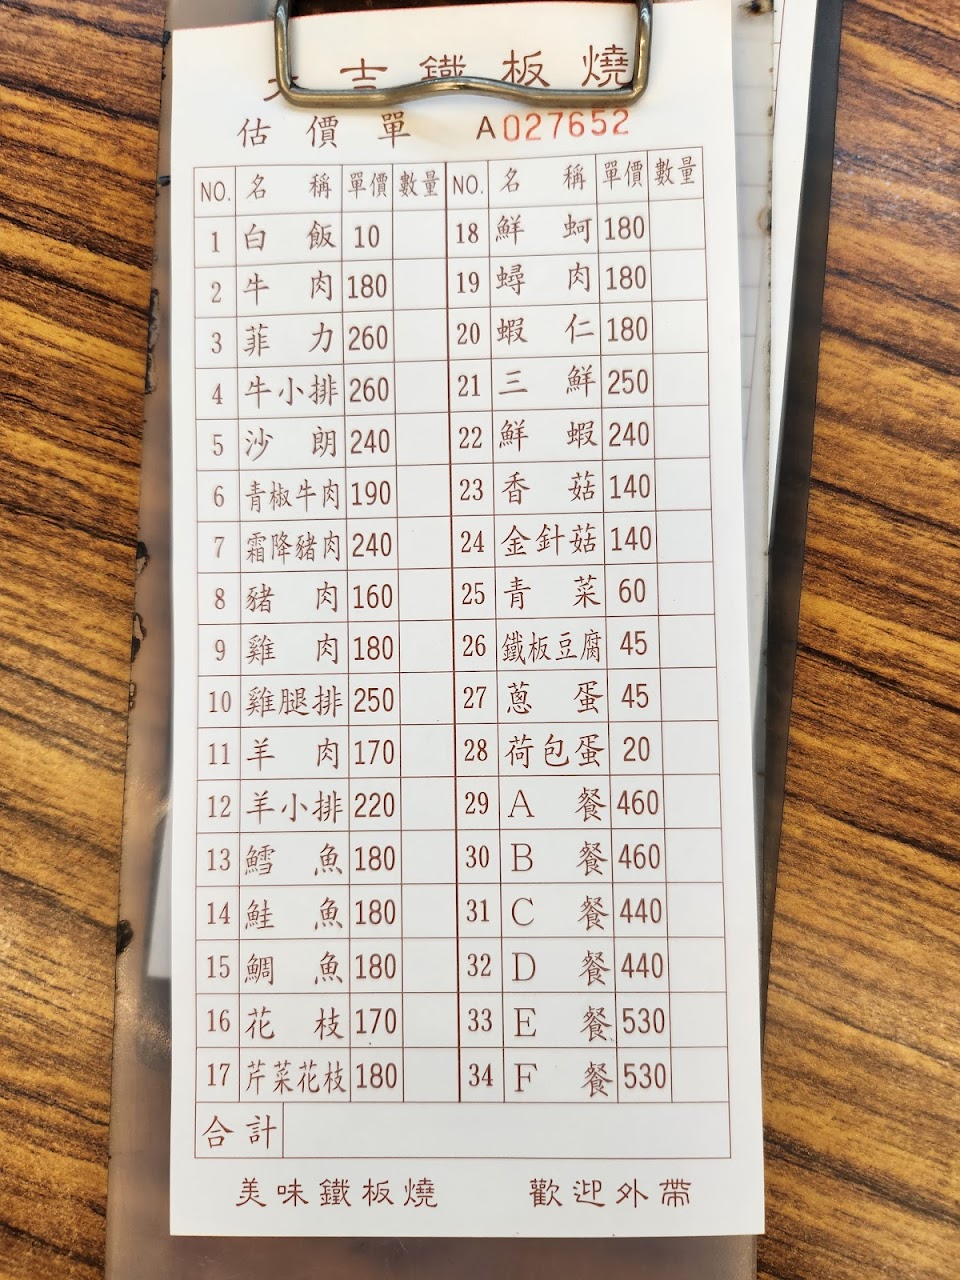 吉鐵板燒
估價單 A027652
NO. 名稱 單價 數量 NO. 名稱 單價 數量
1 白飯 10 18 鮮蚵 180
2 牛肉 180 19 蟳肉 180
3 菲力 260 20 蝦仁 180
4 牛小排 260 21 三鮮 250
5 沙朗 240 22 鮮蝦 240
6 青椒牛肉 190 23 香菇 140
7 霜降豬肉 240 24 金針菇 140
8 豬肉 160 25 青菜 60
9 雞肉 180 26 鐵板豆腐 45
10 雞腿排 250 27 蔥蛋 45
11 羊肉 170 28 荷包蛋 20
12 羊小排 220 29 A餐 460
13 鱈魚 180 30 B餐 460
14 鮭魚 180 31 C餐 440
15 鯛魚 180 32 D餐 440
16 花枝 170 33 E餐 530
17 芹菜花枝 180 34 F餐 530
合計
美味鐵板燒 歡迎外帶